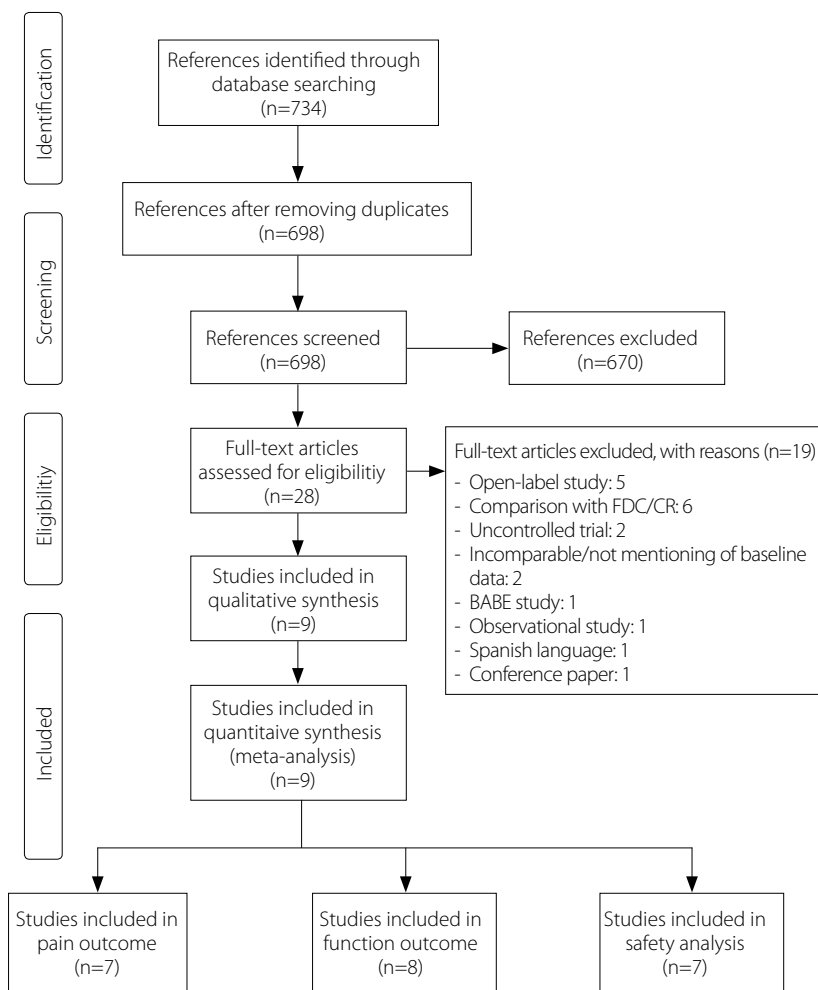 Identification
References identified through
database searching
(n=734)
References after removing duplicates
(n=698)
Screening
References screened
(n=698)
References excluded
(n=670)
Eligibilitiy
Full-text articles
assessed for eligibilitiy
(n=28)
Full-text articles excluded, with reasons (n=19)
- Open-label study: 5
- Comparison with FDC/CR: 6
- Uncontrolled trial: 2
- Incomparable/not mentioning of baseline
data: 2
- BABE study: 1
- Observational study: 1
- Spanish language: 1
- Conference paper: 1
Studies included in
qualitative synthesis
(n=9)
Included
Studies included in
quantitaive synthesis
(meta-analysis)
(n=9)
Studies included in
pain outcome
(n=7)
Studies included in
function outcome
(n=8)
Studies included in
safety analysis
(n=7)